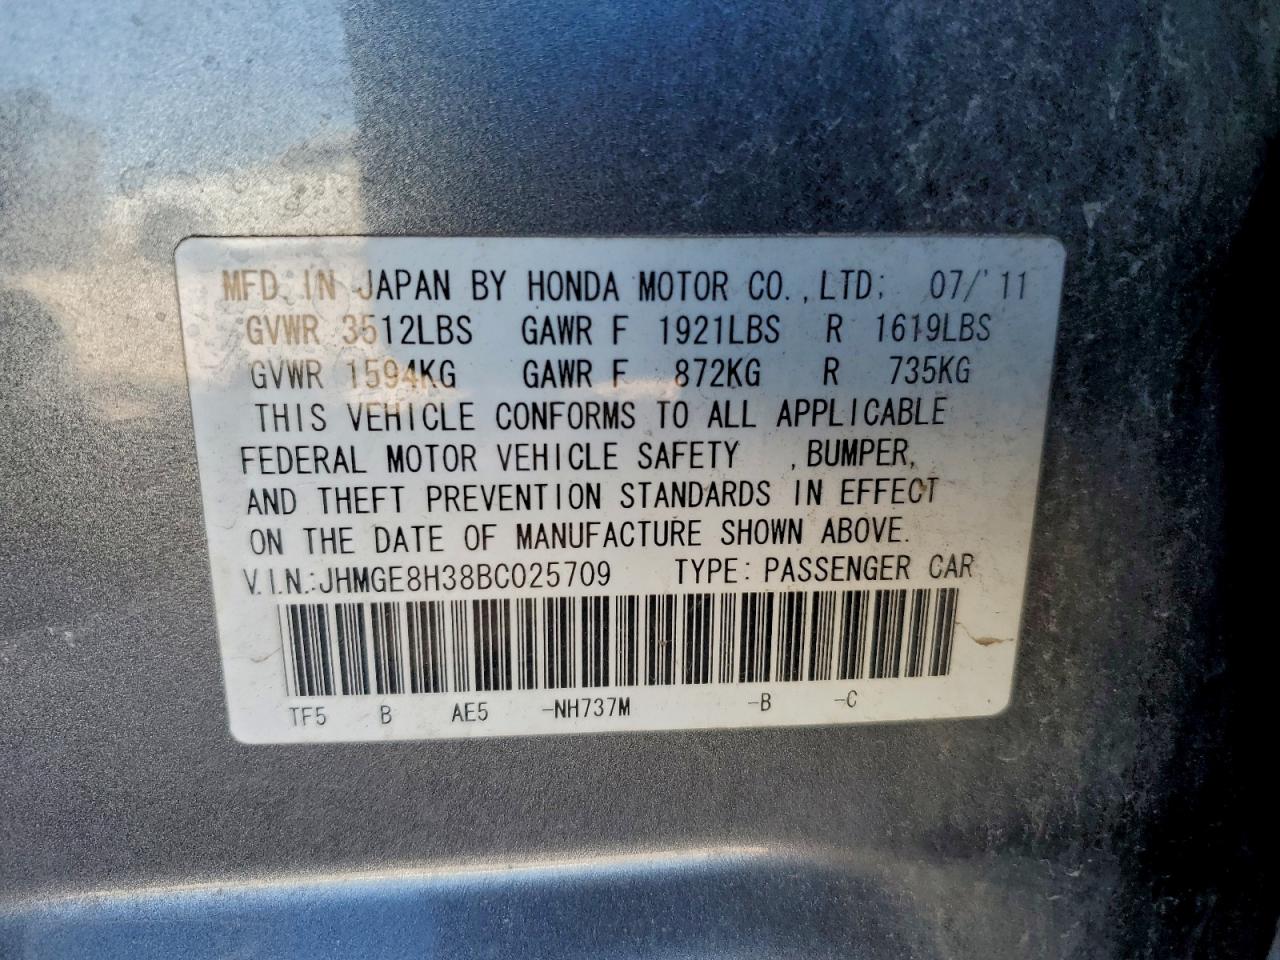 MFD. IN JAPAN BY HONDA MOTOR CO., LTD. 07/'11
GVWR 3512LBS GAWR F 1921LBS R 1619LBS
GVWR 1594KG GAWR F 872KG R 735KG
THIS VEHICLE CONFORMS TO ALL APPLICABLE
FEDERAL MOTOR VEHICLE SAFETY , BUMPER,
AND THEFT PREVENTION STANDARDS IN EFFECT
ON THE DATE OF MANUFACTURE SHOWN ABOVE.
V.I.N.:JHMGE8H38BC025709 TYPE: PASSENGER CAR
TF5 B AE5 -NH737M -B -C